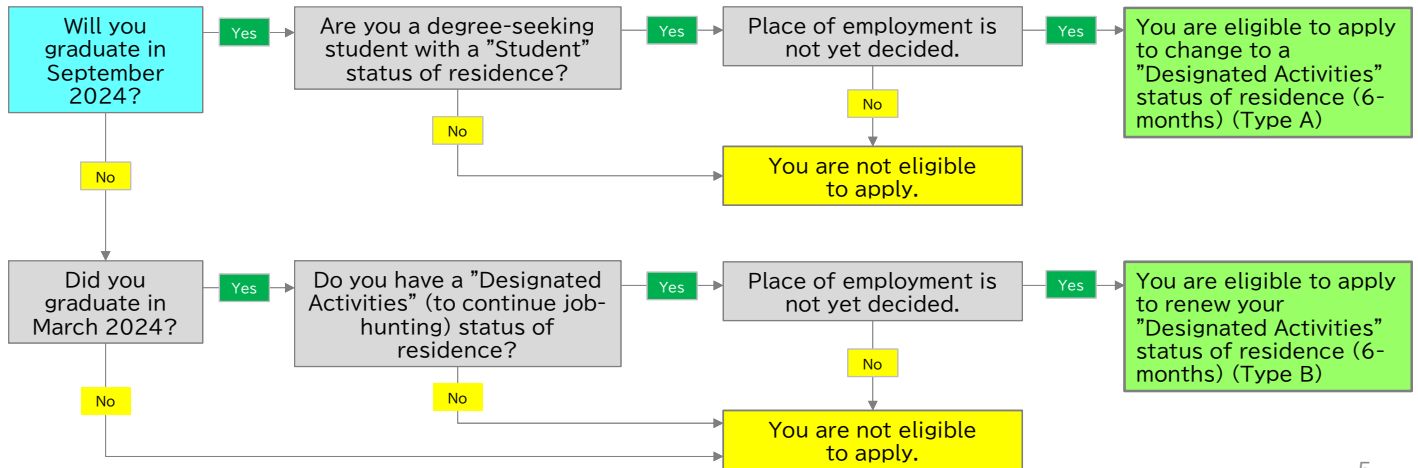 Will you
graduate in
September
2024?
Yes
Are you a degree-seeking
student with a ”Student”
status of residence?
Yes
Place of employment is
not yet decided.
Yes
You are eligible to apply
to change to a
”Designated Activities”
status of residence (6-
months) (Type A)
No
No
No
You are not eligible
to apply.
Did you
graduate in
March 2024?
Yes
Do you have a ”Designated
Activities” (to continue job-
hunting) status of
residence?
Yes
Place of employment is
not yet decided.
Yes
You are eligible to apply
to renew your
”Designated Activities”
status of residence (6-
months) (Type B)
No
No
No
You are not eligible
to apply.